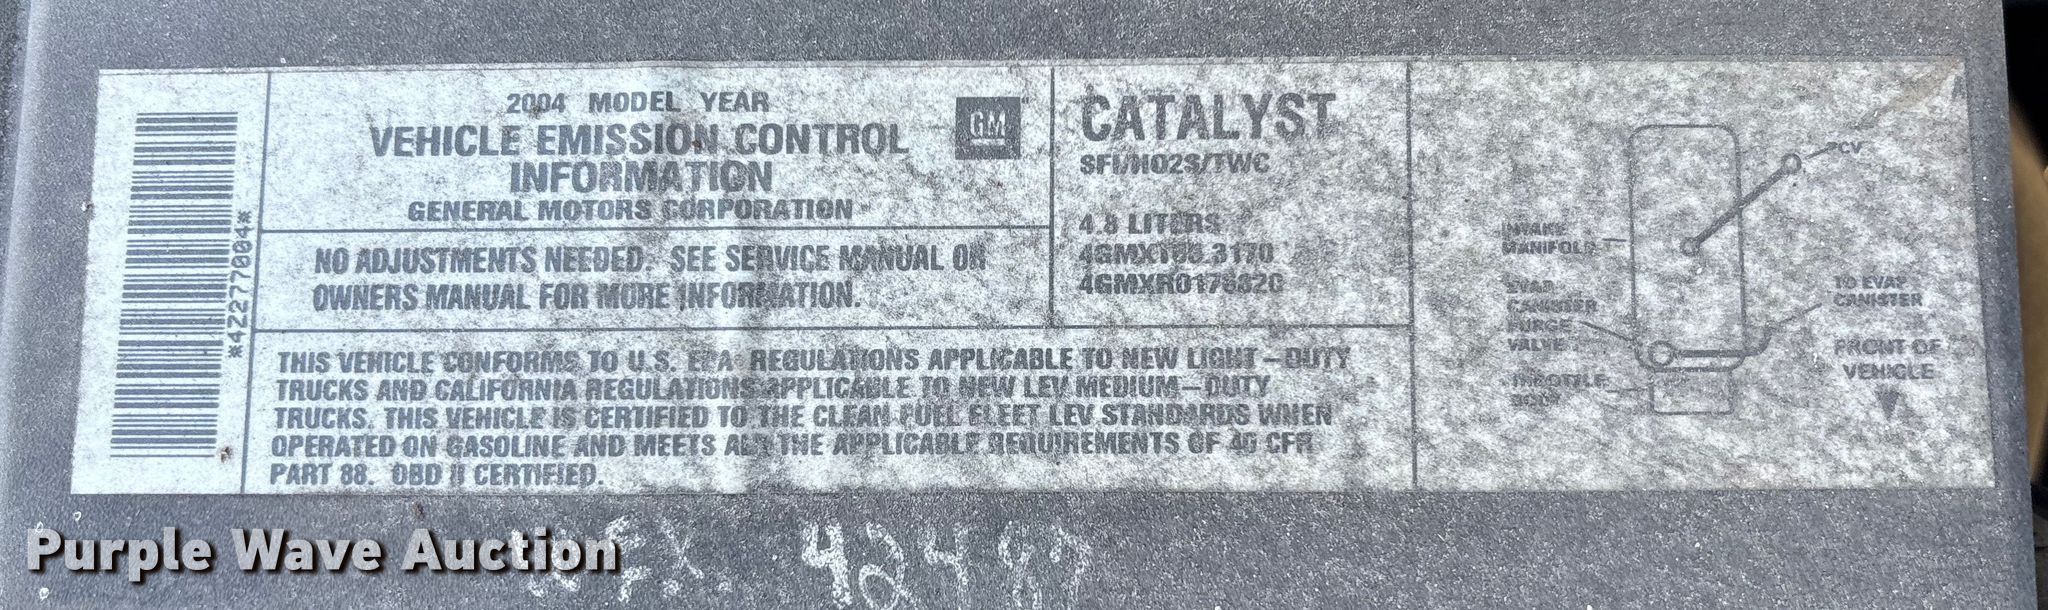 2004 MODEL YEAR
VEHICLE EMISSION CONTROL
INFORMATION
GENERAL MOTORS CORPORATION
GM
NO ADJUSTMENTS NEEDED. SEE SERVICE MANUAL OR
OWNERS MANUAL FOR MORE INFORMATION.
CATALYST
SFI/HO2S/TWC
4.8 LITERS
4GMXT05.3170
4GMXR0176820
THIS VEHICLE CONFORMS TO U.S. EPA REGULATIONS APPLICABLE TO NEW LIGHT-DUTY
TRUCKS AND CALIFORNIA REGULATIONS APPLICABLE TO NEW LEV MEDIUM-DUTY
TRUCKS. THIS VEHICLE IS CERTIFIED TO THE CLEAN FUEL FLEET LEV STANDARDS WHEN
OPERATED ON GASOLINE AND MEETS ALL THE APPLICABLE REQUIREMENTS OF 40 CFR
PART 88. OBD II CERTIFIED.
*4Z277004*
PCV
INTAKE
MANIFOLD
EVAP
CANISTER
PURGE
VALVE
THROTTLE
BODY
TO EVAP
CANISTER
FRONT OF
VEHICLE
Purple Wave Auction